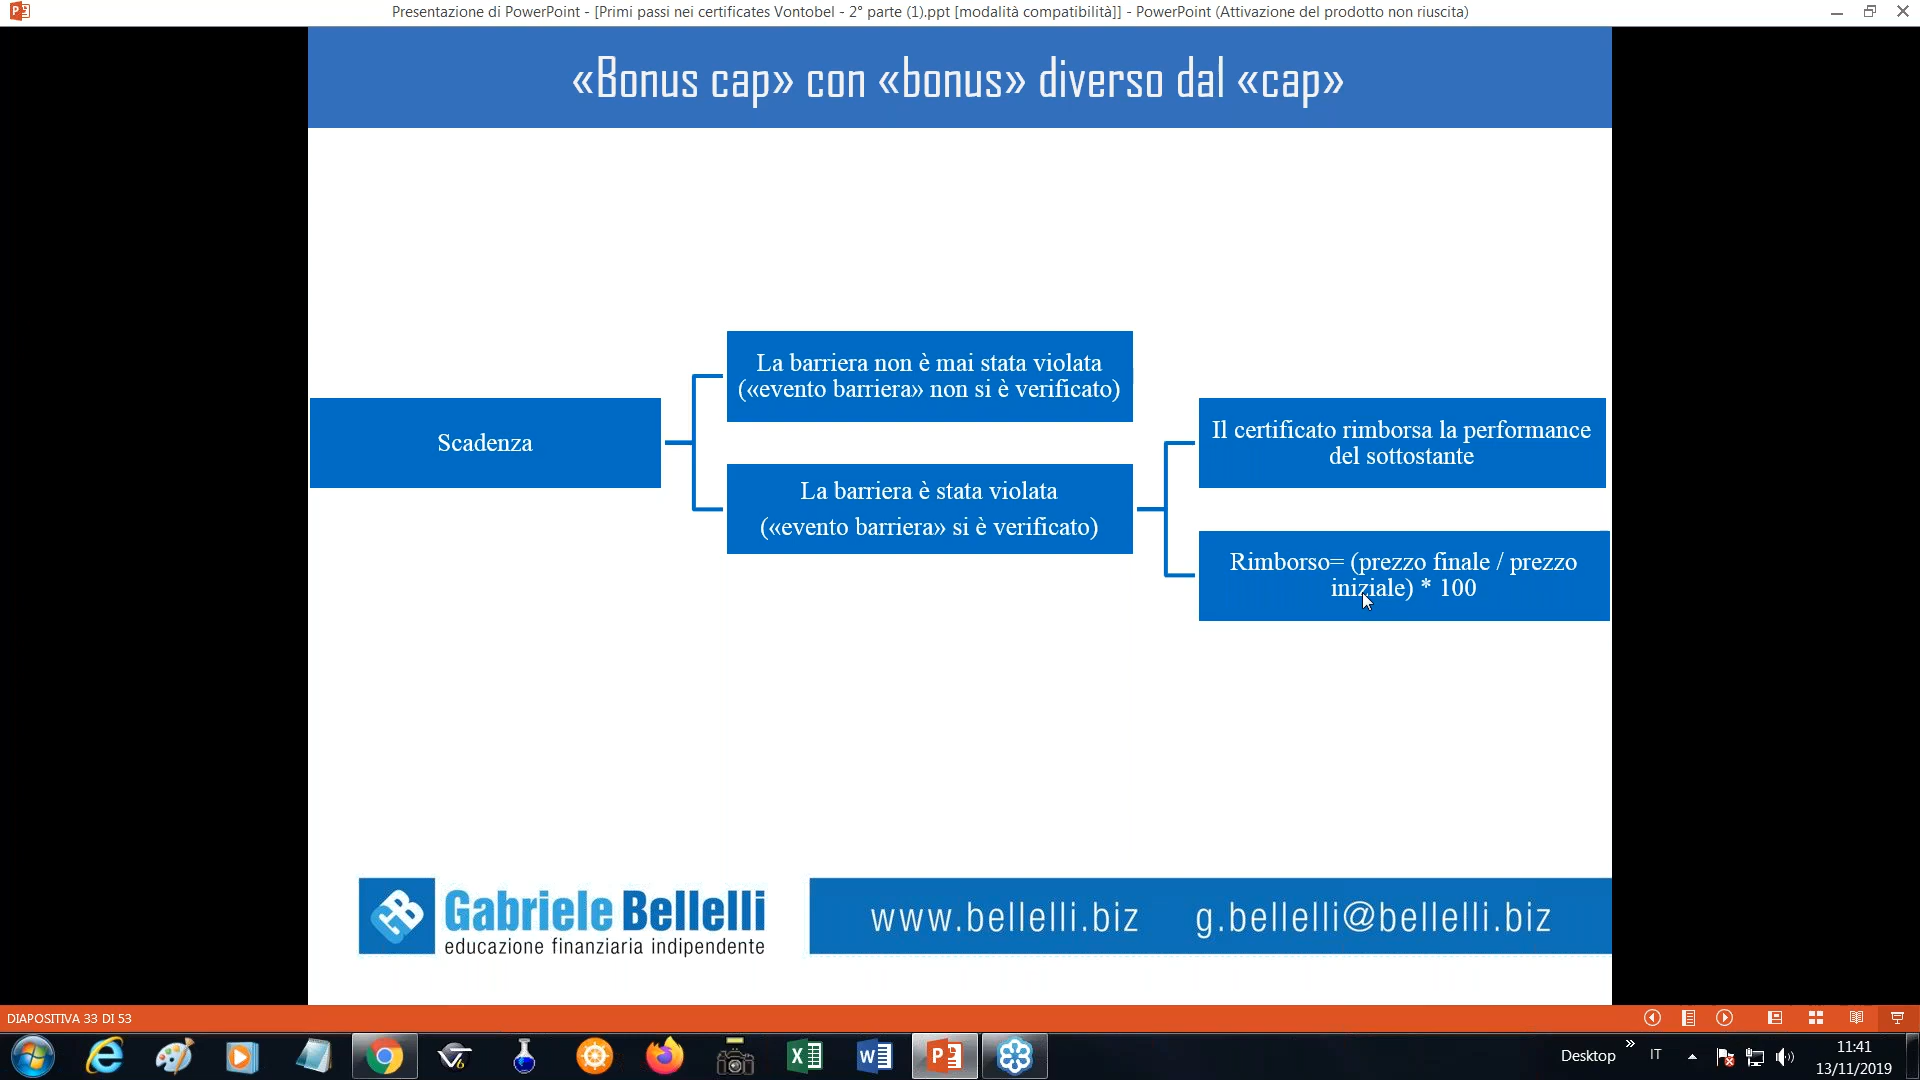 Presentazione di PowerPoint - [Primi passi nei certificates Vontobel - 2° parte (1).ppt [modalità compatibilità]] - PowerPoint (Attivazione del prodotto non riuscita)
«Bonus cap» con «bonus» diverso dal «cap»
La barriera non è mai stata violata
(«evento barriera» non si è verificato)
Scadenza
Il certificato rimborsa la performance
del sottostante
La barriera è stata violata
(«evento barriera» si è verificato)
Rimborso= (prezzo finale / prezzo
iniziale) * 100
Gabriele Bellelli
educazione finanziaria indipendente
www.bellelli.biz g.bellelli@bellelli.biz
DIAPOSITIVA 33 DI 53
Desktop
IT
11:41
13/11/2019